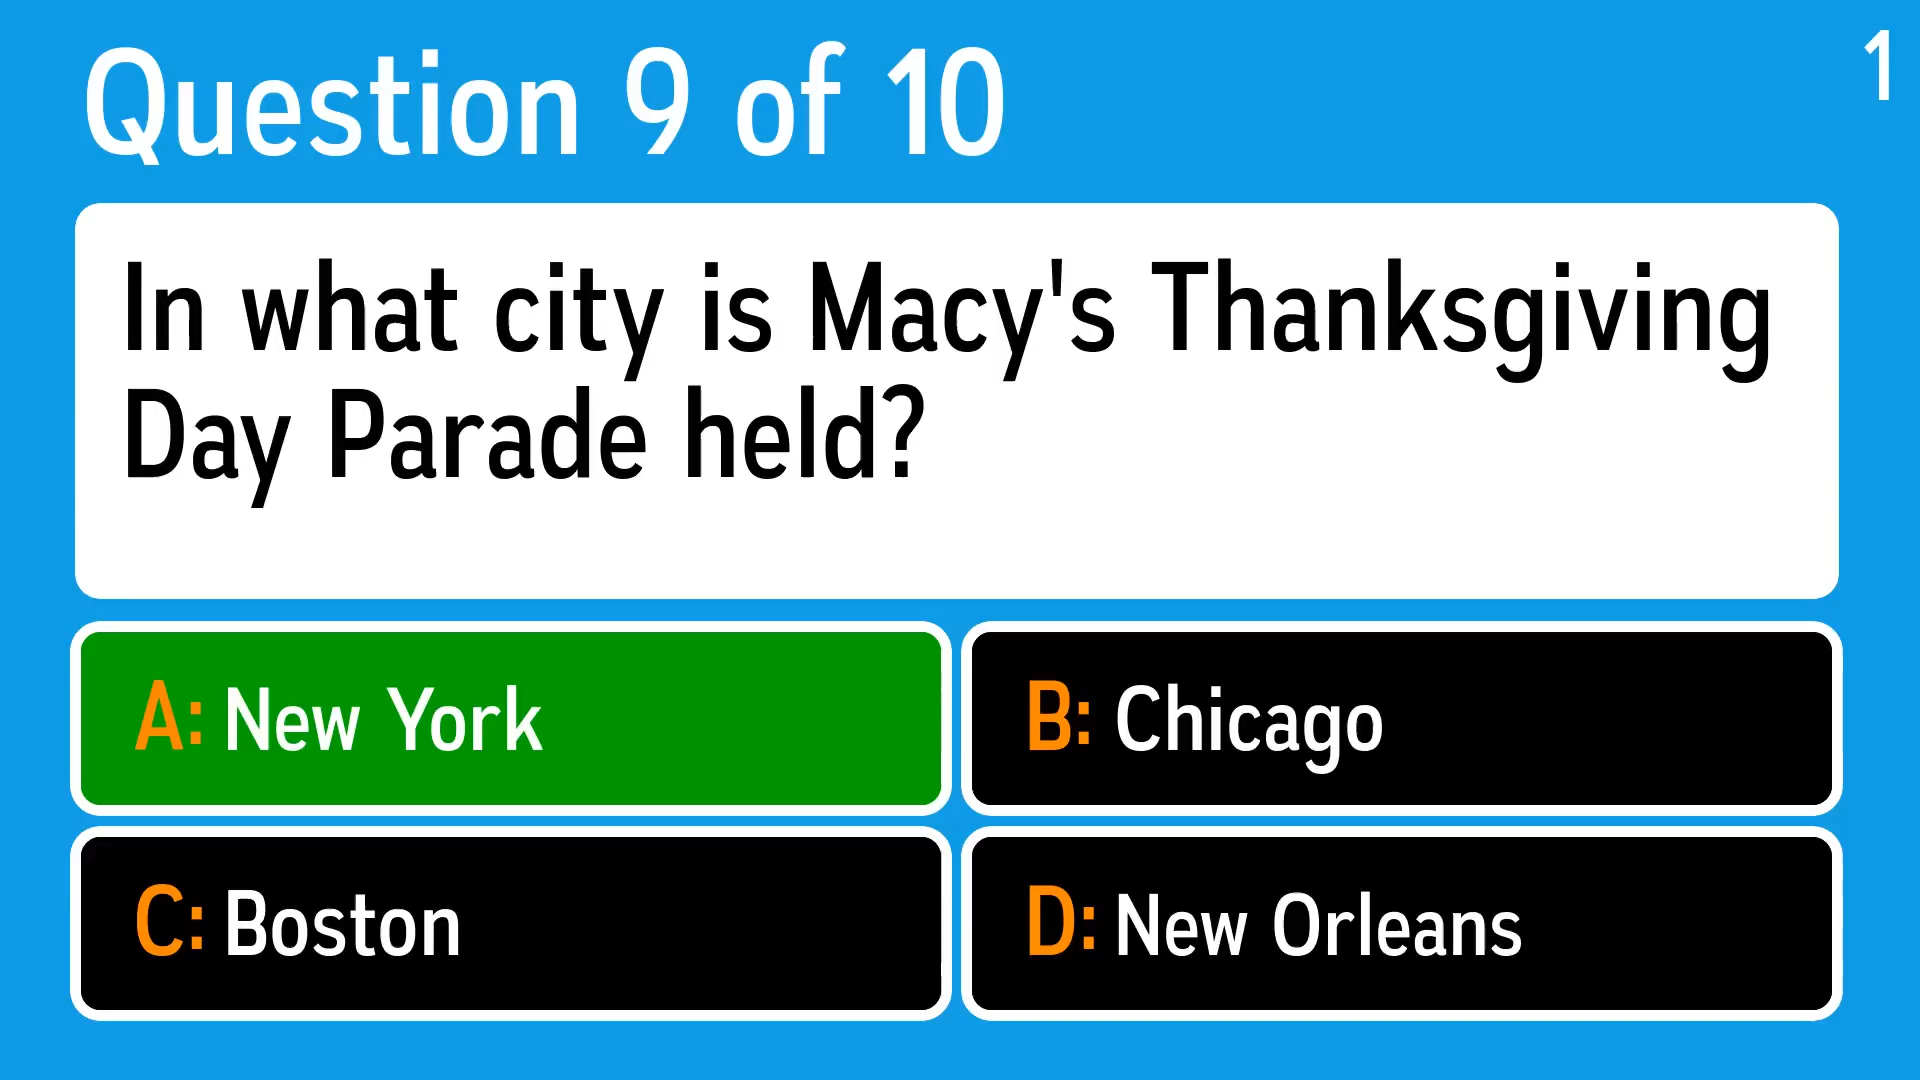 Question 9 of 10
1
In what city is Macy's Thanksgiving
Day Parade held?
A: New York
B: Chicago
C: Boston
D: New Orleans